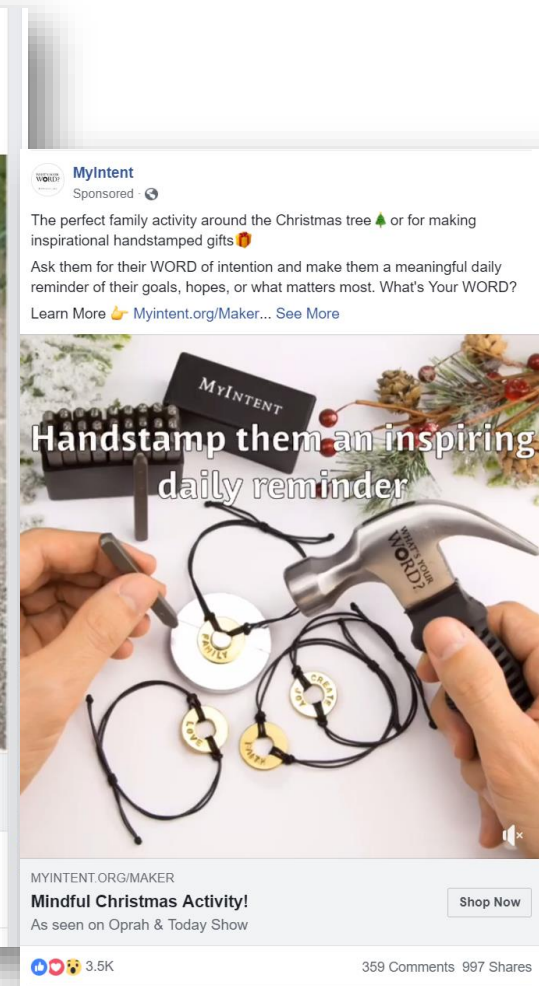 WHAT'S YOUR
WORD?
MyIntent
Sponsored ·
The perfect family activity around the Christmas tree🎄or for making
inspirational handstamped gifts🎁
Ask them for their WORD of intention and make them a meaningful daily
reminder of their goals, hopes, or what matters most. What's Your WORD?
Learn More 👉 Myintent.org/Maker... See More
MYINTENT
Handstamp them an inspiring
daily reminder
WHAT'S YOUR
WORD?
FAMILY
CREATE
JOY
LOVE
FAITH
MYINTENT.ORG/MAKER
Mindful Christmas Activity!
Shop Now
As seen on Oprah & Today Show
3.5K
359 Comments 997 Shares